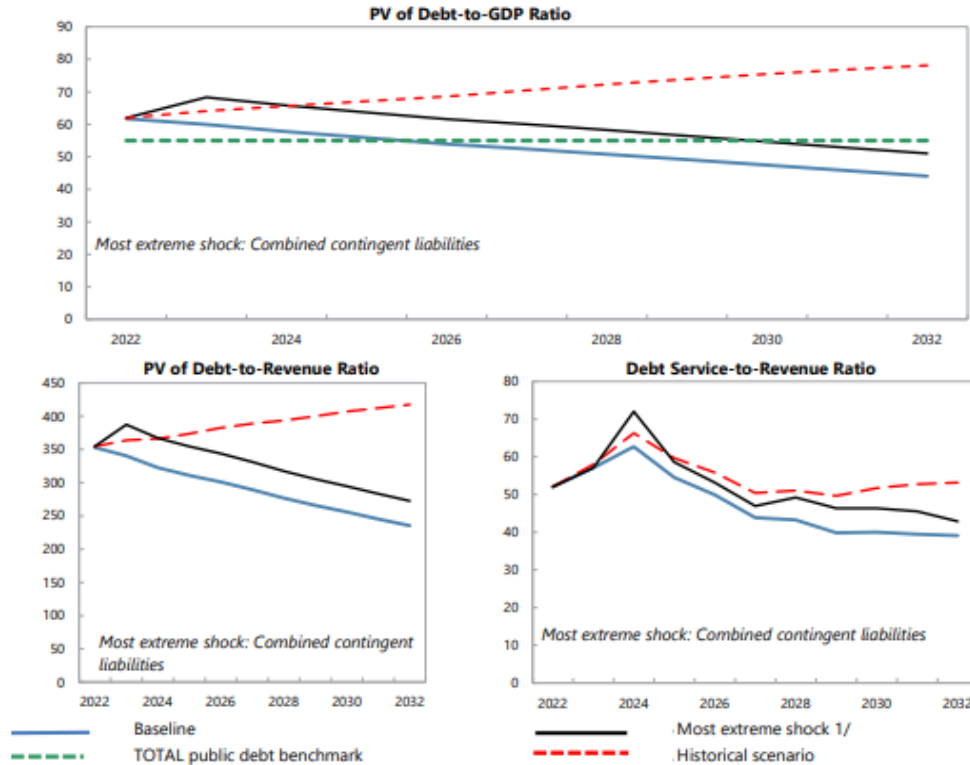 PV of Debt-to-GDP Ratio
90
80
70
60
50
40
30
20
10
0
Most extreme shock: Combined contingent liabilities
2022 2024 2026 2028 2030 2032
PV of Debt-to-Revenue Ratio
450
400
350
300
250
200
150
100
50
0
Most extreme shock: Combined contingent
liabilities
2022 2024 2026 2028 2030 2032
Debt Service-to-Revenue Ratio
80
70
60
50
40
30
20
10
0
Most extreme shock: Combined contingent liabilities
2022 2024 2026 2028 2030 2032
Baseline
TOTAL public debt benchmark
Most extreme shock 1/
Historical scenario